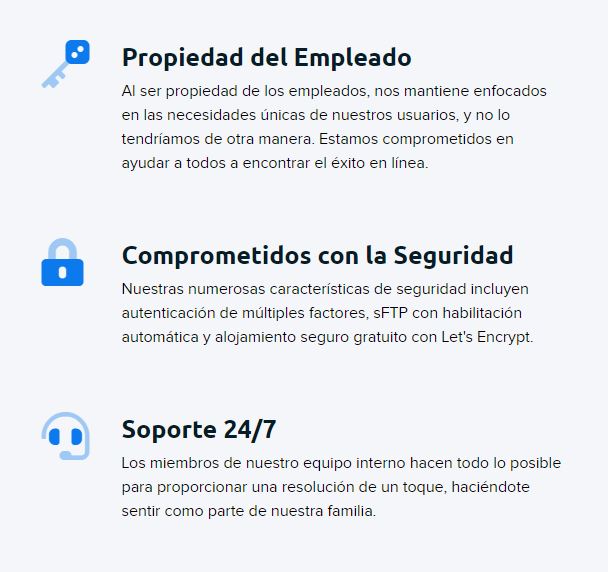 Propiedad del Empleado
Al ser propiedad de los empleados, nos mantiene enfocados
en las necesidades únicas de nuestros usuarios, y no lo
tendríamos de otra manera. Estamos comprometidos en
ayudar a todos a encontrar el éxito en línea.
Comprometidos con la Seguridad
Nuestras numerosas características de seguridad incluyen
autenticación de múltiples factores, sFTP con habilitación
automática y alojamiento seguro gratuito con Let's Encrypt.
Soporte 24/7
Los miembros de nuestro equipo interno hacen todo lo posible
para proporcionar una resolución de un toque, haciéndote
sentir como parte de nuestra familia.